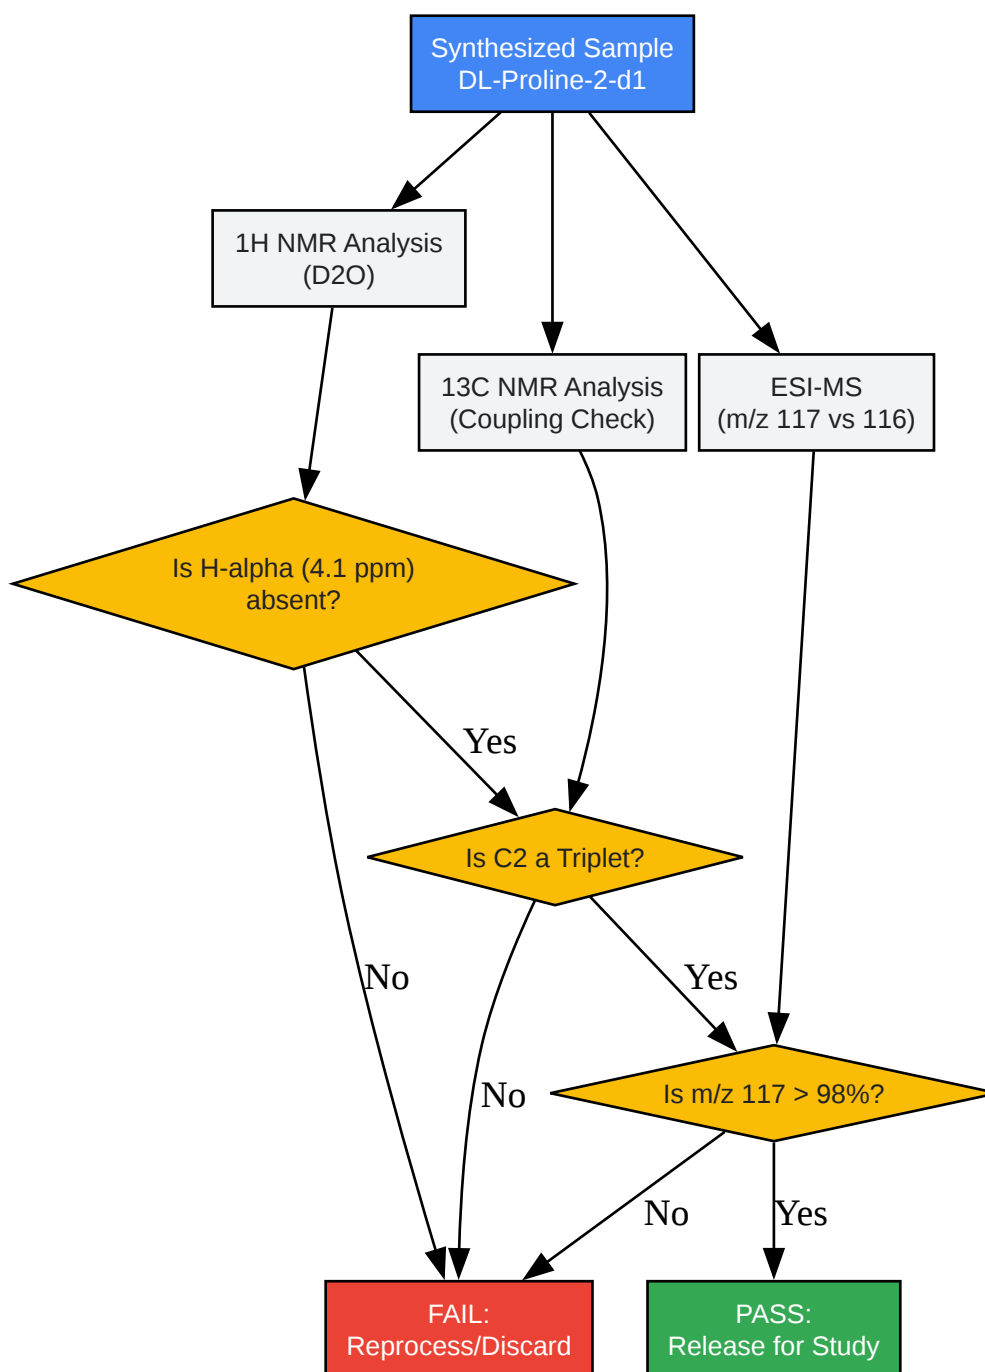 Synthesized Sample
DL-Proline-2-d1
1H NMR Analysis
(D2O)
13C NMR Analysis
(Coupling Check)
ESI-MS
(m/z 117 vs 116)
Is H-alpha (4.1 ppm)
absent?
Yes
Is C2 a Triplet?
No
Yes
No
Is m/z 117 > 98%?
No
Yes
FAIL:
Reprocess/Discard
PASS:
Release for Study